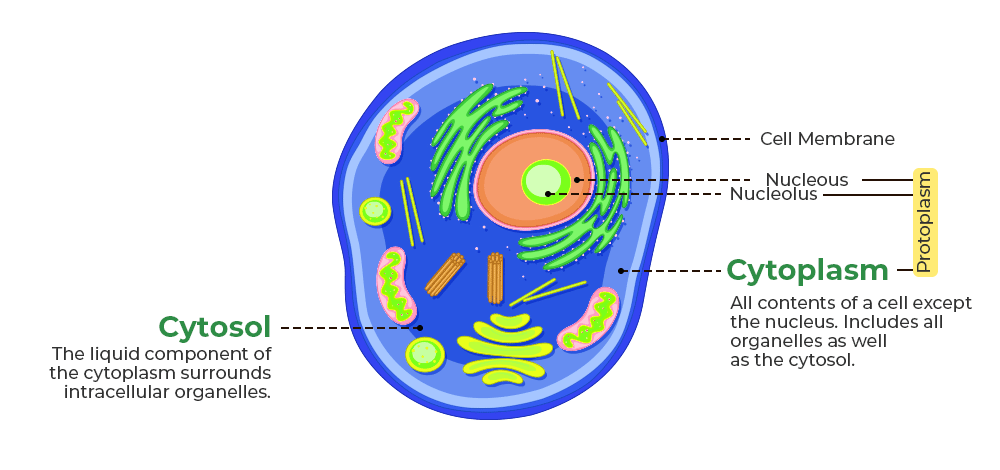 Cell Membrane
Nucleous
Nucleolus
Protoplasm
Cytoplasm
All contents of a cell except
the nucleus. Includes all
organelles as well
as the cytosol.
Cytosol
The liquid component of
the cytoplasm surrounds
intracellular organelles.